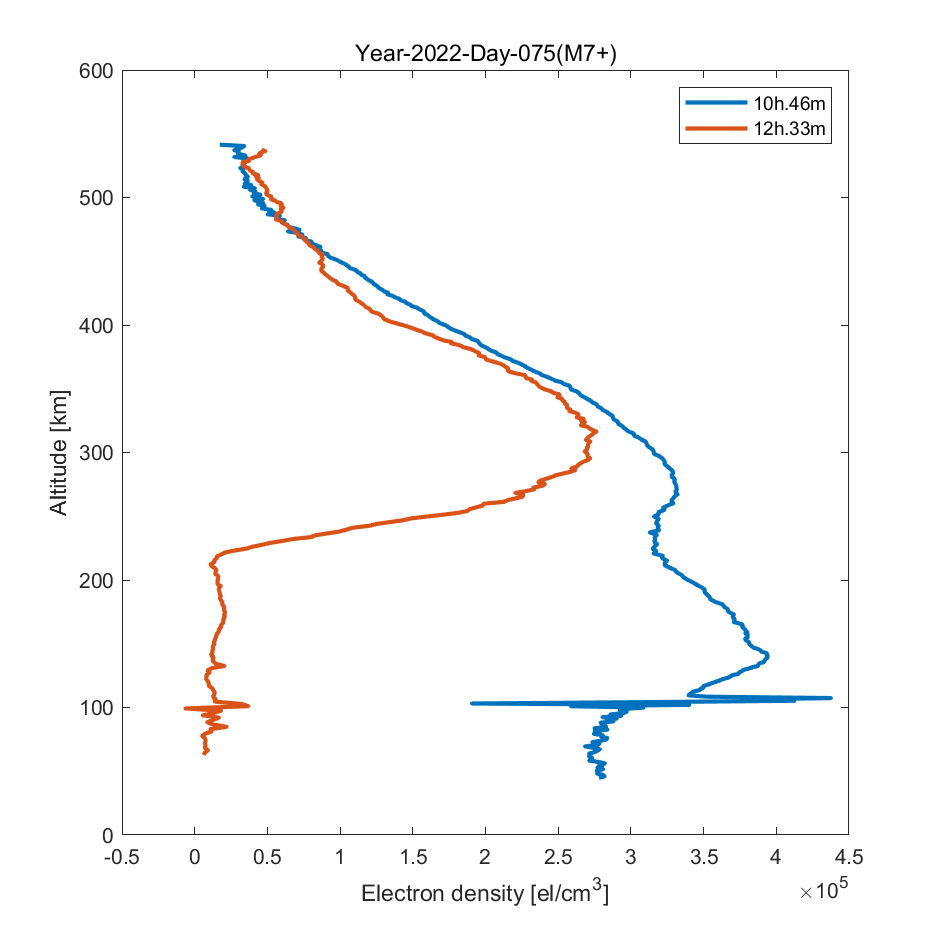 Year-2022-Day-075(M7+)
600
10h.46m
12h.33m
500
400
Altitude [km]
300
200
100
0
-0.5 0 0.5 1 1.5 2 2.5 3 3.5 4 4.5
Electron density [el/cm³]
×10⁵